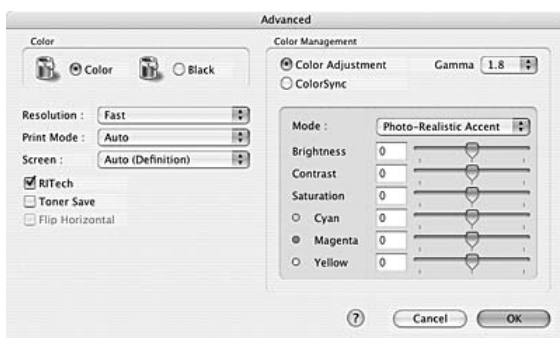 Advanced
Color
Color
Black
Resolution : Fast
Print Mode : Auto
Screen : Auto (Definition)
RITech
Toner Save
Flip Horizontal
Color Management
Color Adjustment Gamma 1.8
ColorSync
Mode : Photo-Realistic Accent
Brightness 0
Contrast 0
Saturation 0
Cyan 0
Magenta 0
Yellow 0
? Cancel OK